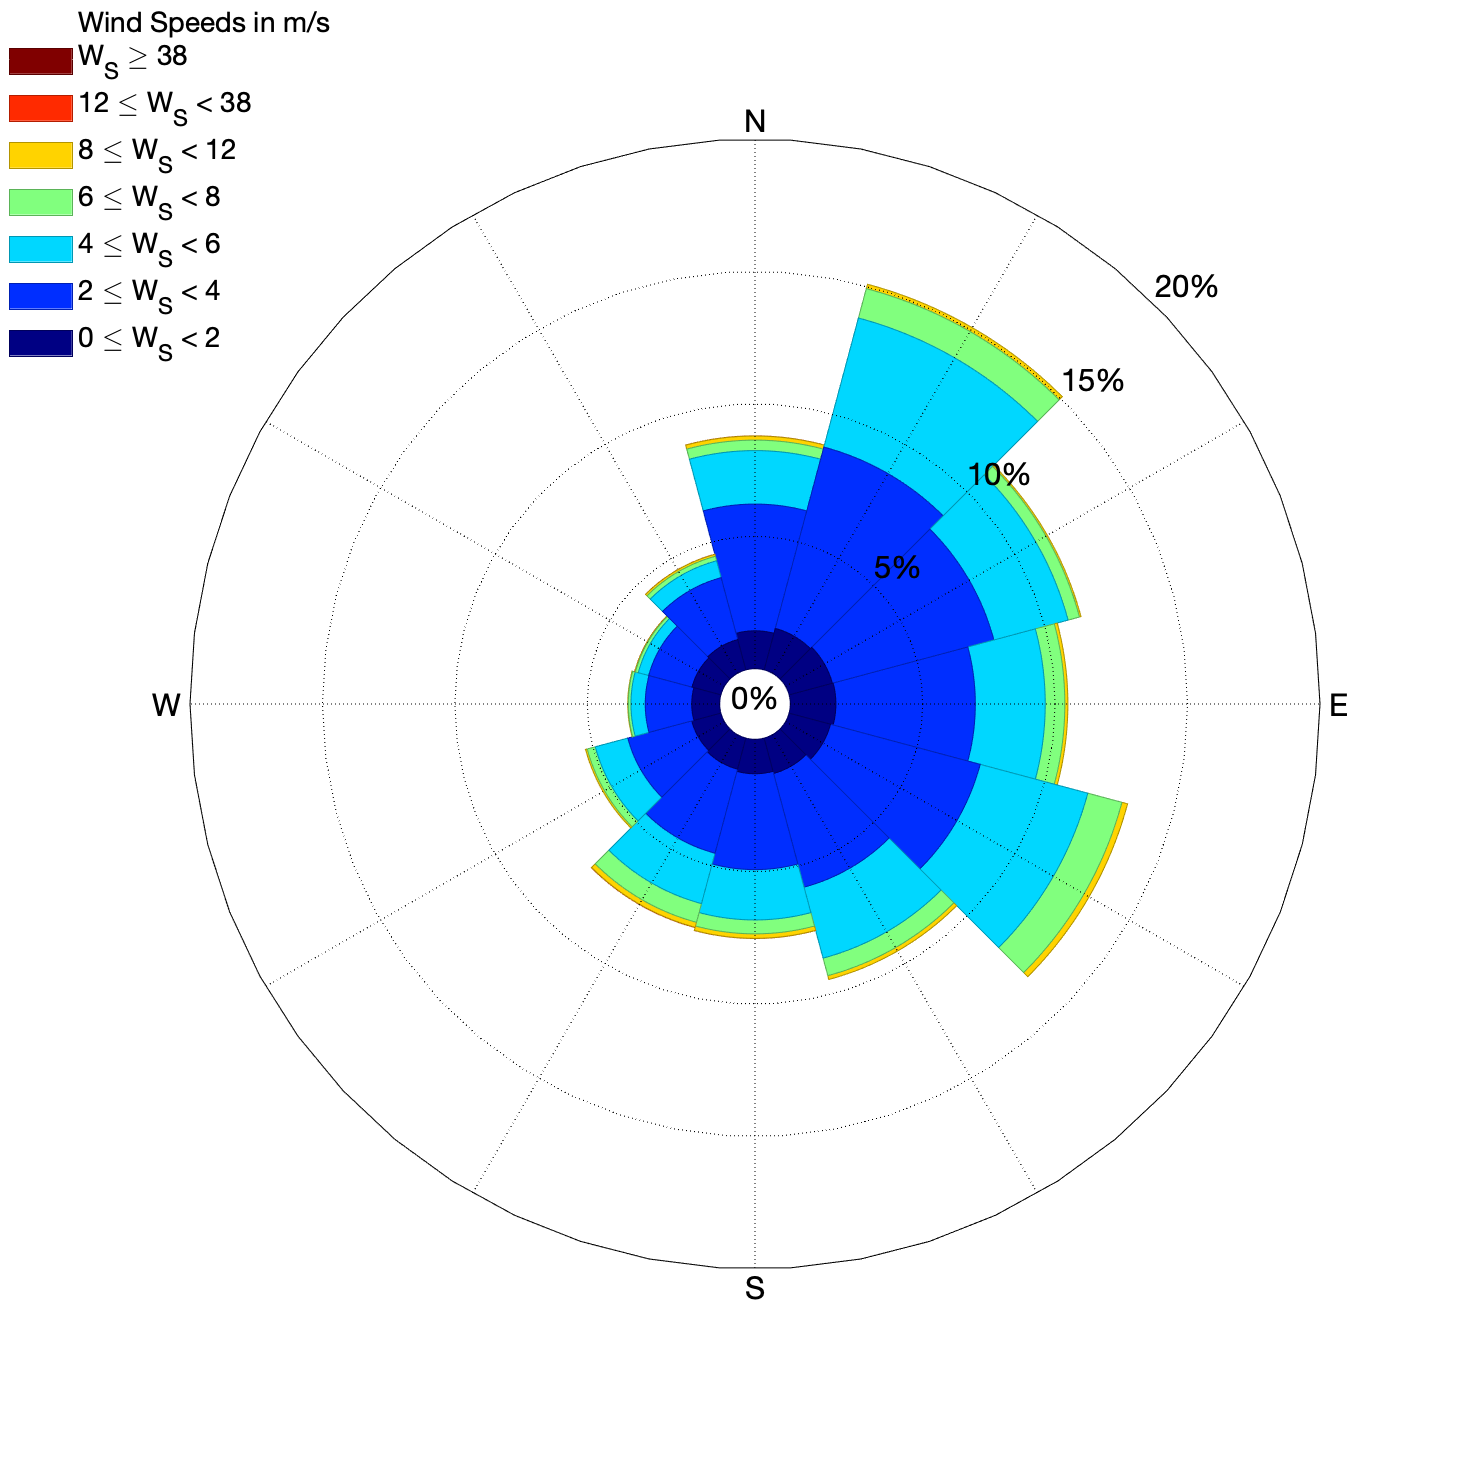 Wind Speeds in m/s
W_S ≥ 38
12 ≤ W_S < 38
8 ≤ W_S < 12
6 ≤ W_S < 8
4 ≤ W_S < 6
2 ≤ W_S < 4
0 ≤ W_S < 2
N
20%
15%
10%
5%
W
0%
E
S